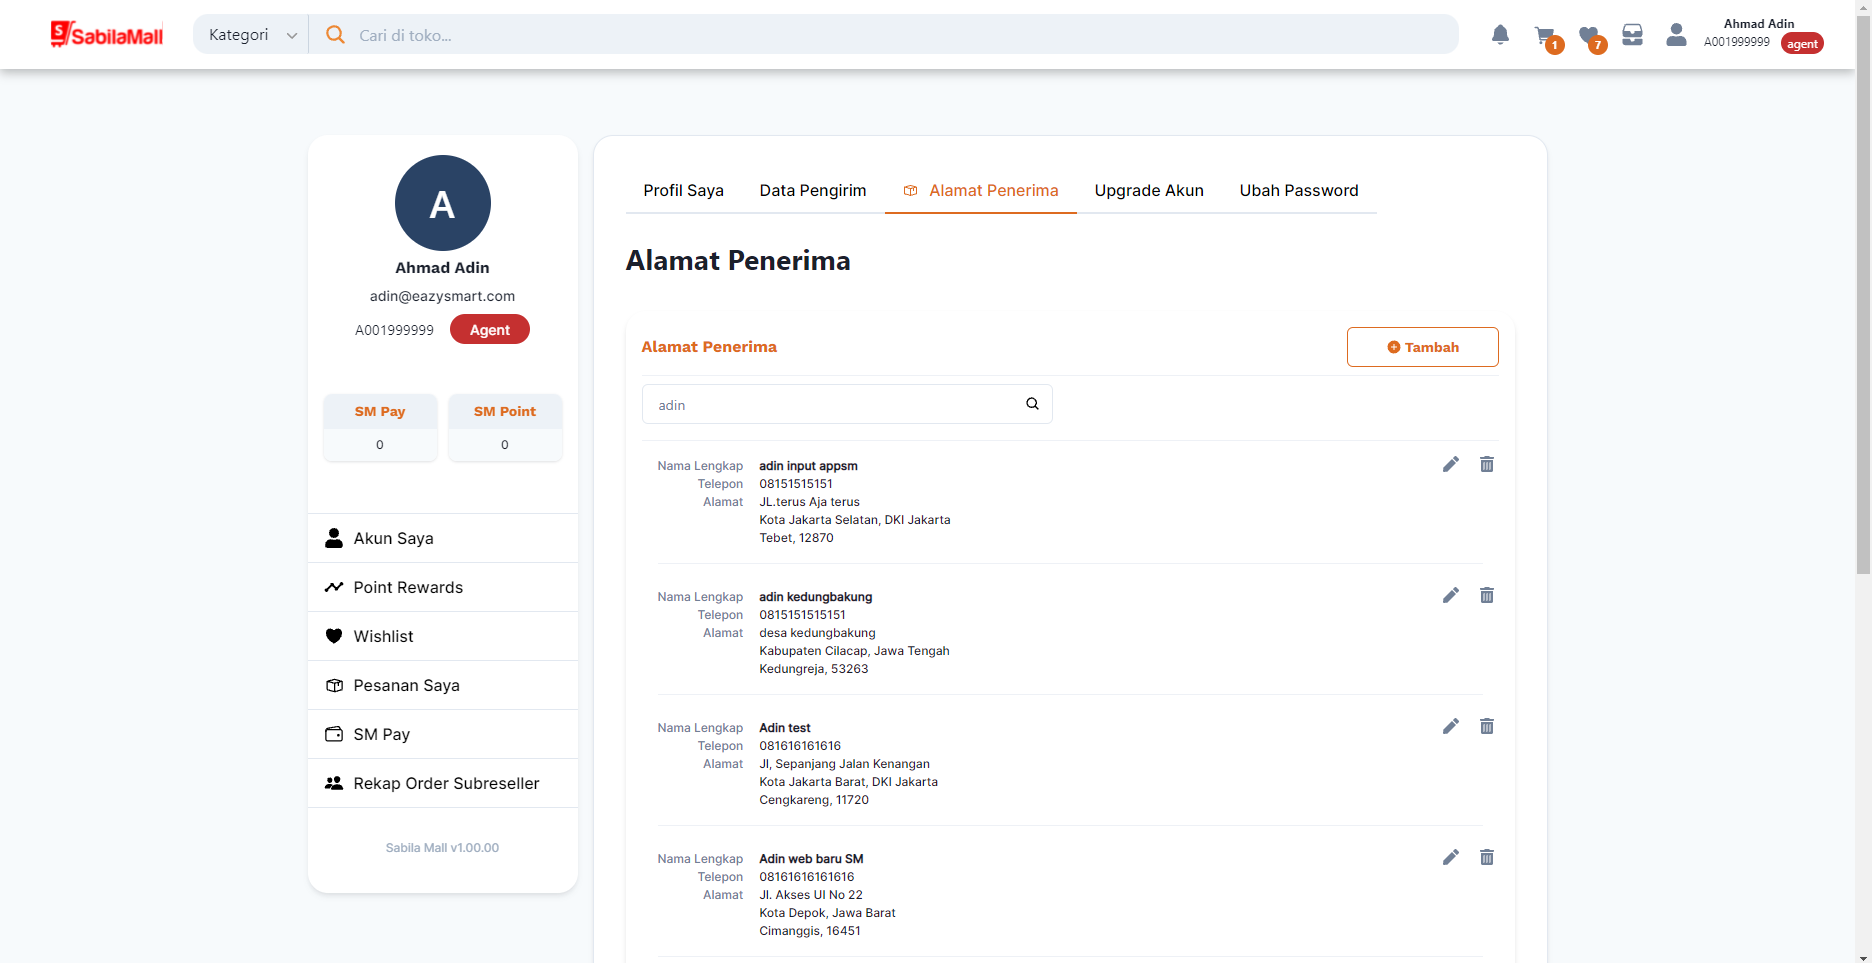 SabilaMall
Kategori
Cari di toko...
1
7
Ahmad Adin
A001999999
agent
A
Ahmad Adin
adin@eazysmart.com
A001999999
Agent
SM Pay
0
SM Point
0
Akun Saya
Point Rewards
Wishlist
Pesanan Saya
SM Pay
Rekap Order Subreseller
Sabila Mall v1.00.00
Profil Saya
Data Pengirim
Alamat Penerima
Upgrade Akun
Ubah Password
Alamat Penerima
Alamat Penerima
Tambah
adin
Nama Lengkap adin input appsm
Telepon 08151515151
Alamat JL.terus Aja terus
Kota Jakarta Selatan, DKI Jakarta
Tebet, 12870
Nama Lengkap adin kedungbakung
Telepon 0815151515151
Alamat desa kedungbakung
Kabupaten Cilacap, Jawa Tengah
Kedungreja, 53263
Nama Lengkap Adin test
Telepon 081616161616
Alamat Jl, Sepanjang Jalan Kenangan
Kota Jakarta Barat, DKI Jakarta
Cengkareng, 11720
Nama Lengkap Adin web baru SM
Telepon 08161616161616
Alamat Jl. Akses UI No 22
Kota Depok, Jawa Barat
Cimanggis, 16451